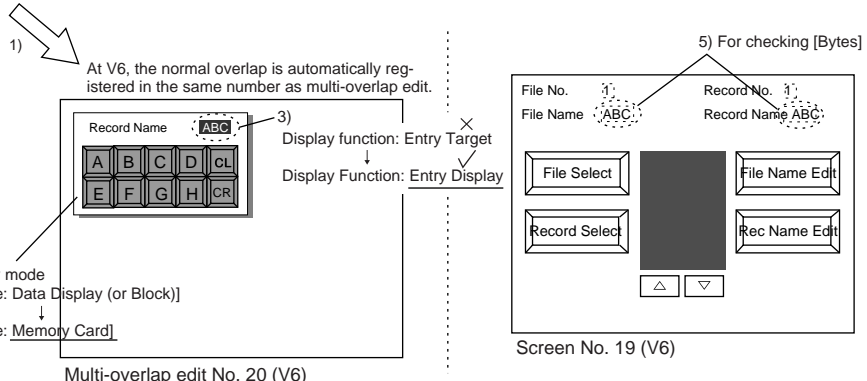 1)
At V6, the normal overlap is automatically reg-
istered in the same number as multi-overlap edit.
Record Name ABC
3)
A B C D CL
E F G H CR
Display function: Entry Target
↓
Display Function: Entry Display
mode
e: Data Display (or Block)]
↓
e: Memory Card]
Multi-overlap edit No. 20 (V6)
5) For checking [Bytes]
File No. 1 Record No. 1
File Name ABC Record Name ABC
File Select File Name Edit
Record Select Rec Name Edit
△ ▽
Screen No. 19 (V6)